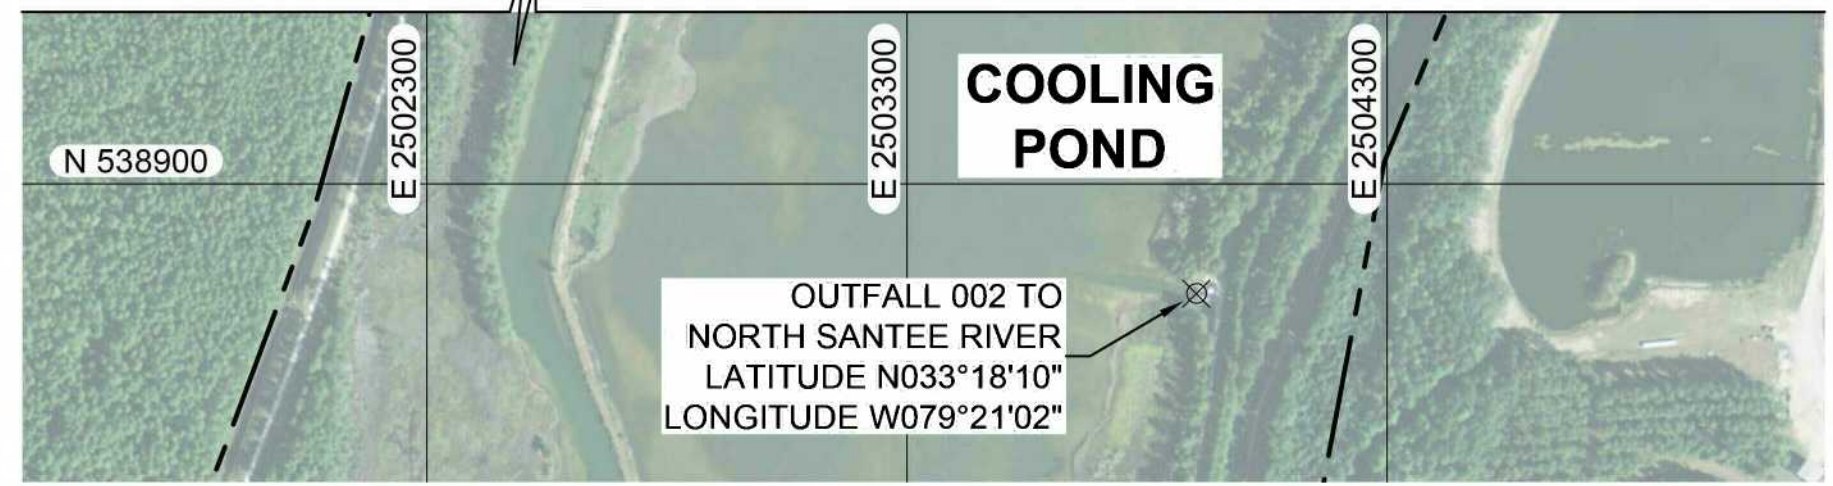 N 538900
E 2502300
E 2503300
COOLING
POND
E 2504300
OUTFALL 002 TO
NORTH SANTEE RIVER
LATITUDE N033°18'10"
LONGITUDE W079°21'02"